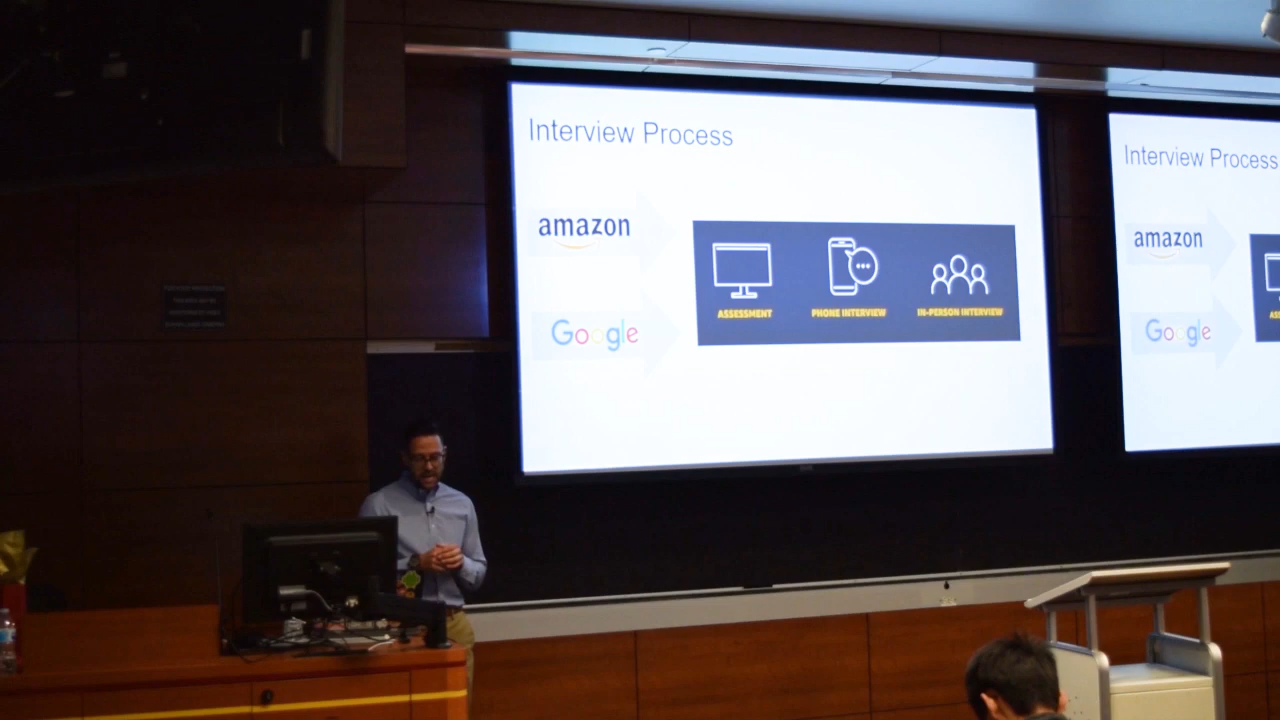 Interview Process
amazon
Google
ASSESSMENT
PHONE INTERVIEW
IN-PERSON INTERVIEW
Interview Process
amazon
Google